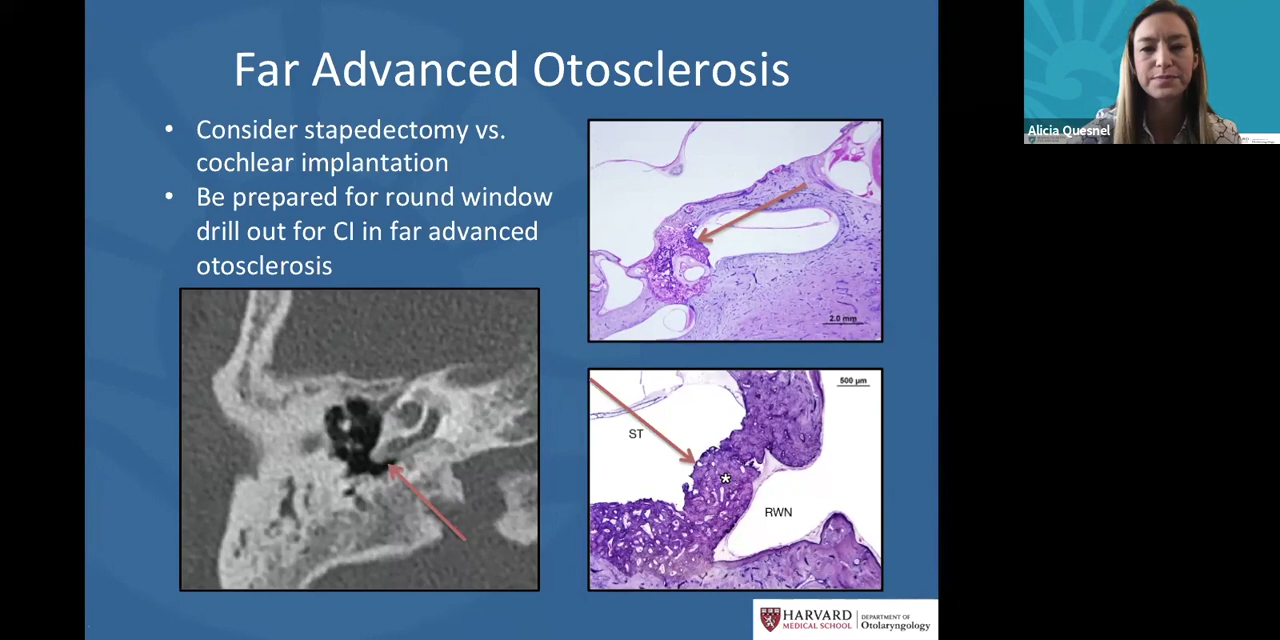 Far Advanced Otosclerosis
• Consider stapedectomy vs.
cochlear implantation
• Be prepared for round window
drill out for CI in far advanced
otosclerosis
2.0 mm
500 µm
ST
*
RWN
HARVARD
MEDICAL SCHOOL
DEPARTMENT OF
Otolaryngology
Alicia Quesnel